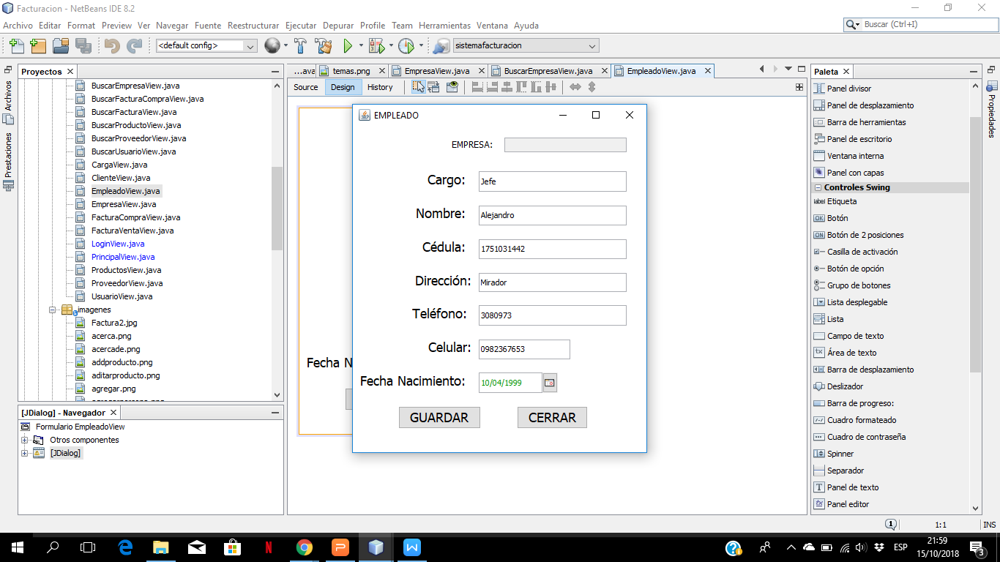 Facturacion - NetBeans IDE 8.2
Archivo Editar Format Preview Ver Navegar Fuente Reestructurar Ejecutar Depurar Profile Team Herramientas Ventana Ayuda
Buscar (Ctrl+I)
<default config>
sistemafacturacion
Archivos
Prestaciones
Proyectos
BuscarEmpresaView.java
BuscarFacturaCompraView.java
BuscarFacturaView.java
BuscarProductoView.java
BuscarProveedorView.java
BuscarUsuarioView.java
CargaView.java
ClienteView.java
EmpleadoView.java
EmpresaView.java
FacturaCompraView.java
FacturaVentaView.java
LoginView.java
PrincipalView.java
ProductosView.java
ProveedorView.java
UsuarioView.java
imagenes
Factura2.jpg
acerca.png
acercade.png
addproducto.png
aditarproducto.png
agregar.png
[JDialog] - Navegador
Formulario EmpleadoView
Otros componentes
[JDialog]
...ava temas.png EmpresaView.java BuscarEmpresaView.java EmpleadoView.java
Source Design History
Fecha N
EMPLEADO
EMPRESA:
Cargo: Jefe
Nombre: Alejandro
Cédula: 1751031442
Dirección: Mirador
Teléfono: 3080973
Celular: 0982367653
Fecha Nacimiento: 10/04/1999
GUARDAR CERRAR
Paleta
Panel divisor
Panel de desplazamiento
Barra de herramientas
Panel de escritorio
Ventana interna
Panel con capas
Controles Swing
label Etiqueta
OK Botón
ON Botón de 2 posiciones
Casilla de activación
Botón de opción
Grupo de botones
Lista desplegable
Lista
Campo de texto
Área de texto
Barra de desplazamiento
Deslizador
Barra de progreso:
Cuadro formateado
Cuadro de contraseña
Spinner
Separador
Panel de texto
Panel editor
Propiedades
1 1:1 INS
ESP
21:59
15/10/2018
3